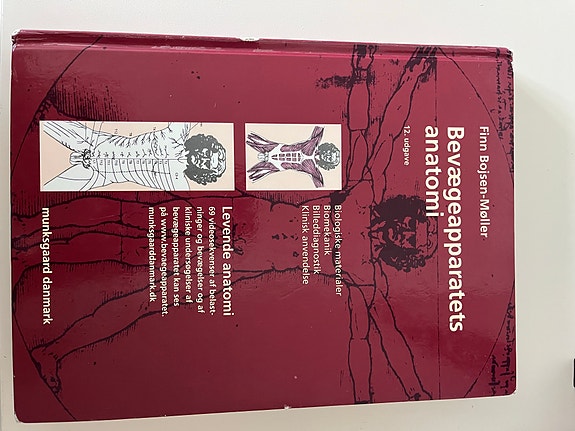 Finn Bojsen-Møller
Bevægeapparatets
anatomi
12. udgave
Biologiske materialer
Biomekanik
Billeddiagnostik
Klinisk anvendelse
Levende anatomi
69 videosekvenser af belast-
ninger og bevægelser og af
kliniske undersøgelser af
bevægeapparatet kan ses
på www.bevaegeapparatet.
munksgaarddanmark.dk.
munksgaard danmark